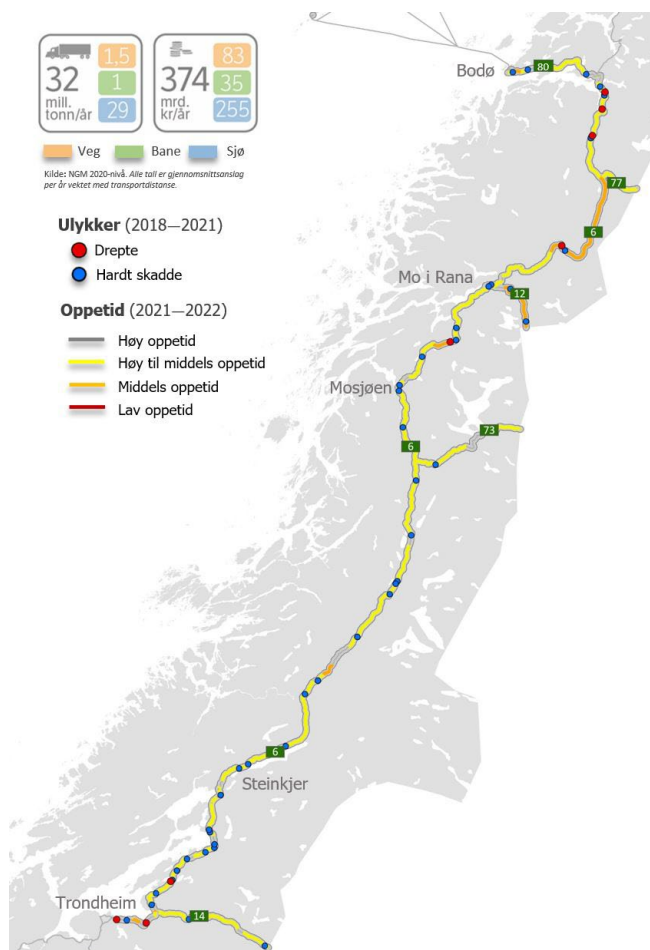 32
mill.
tonn/år
1,5
1
29
374
mrd.
kr/år
83
35
255
Veg
Bane
Sjø
Kilde: NGM 2020-nivå. Alle tall er gjennomsnittsanslag
per år vektet med transportdistanse.
Ulykker (2018—2021)
Drepte
Hardt skadde
Oppetid (2021—2022)
Høy oppetid
Høy til middels oppetid
Middels oppetid
Lav oppetid
Bodø
80
77
6
Mo i Rana
12
Mosjøen
73
6
6
Steinkjer
Trondheim
14